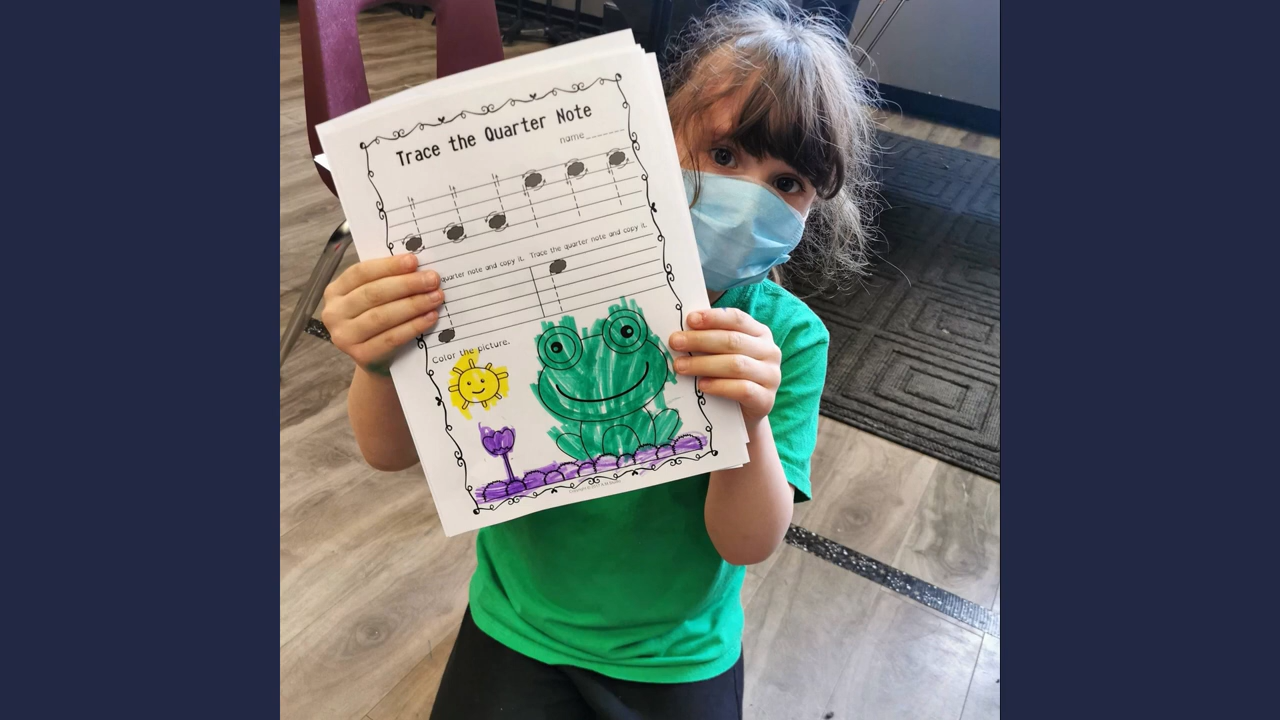 Trace the Quarter Note
name
quarter note and copy it. Trace the quarter note and copy it.
Color the picture.